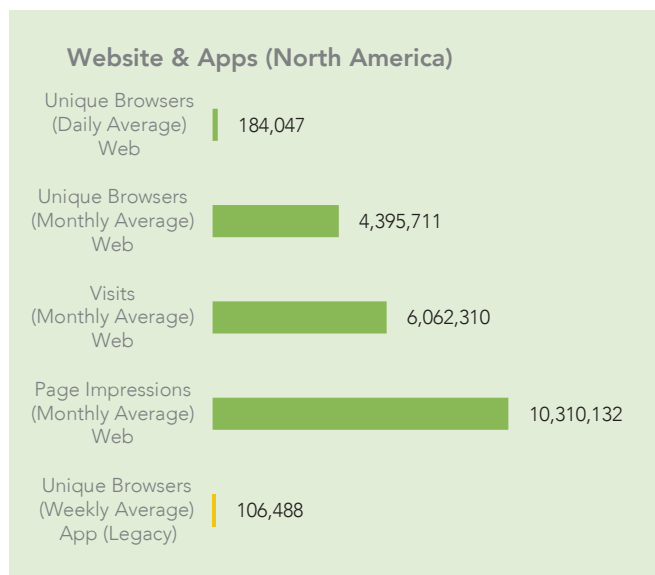 Website & Apps (North America)
Unique Browsers
(Daily Average)
Web
184,047
Unique Browsers
(Monthly Average)
Web
4,395,711
Visits
(Monthly Average)
Web
6,062,310
Page Impressions
(Monthly Average)
Web
10,310,132
Unique Browsers
(Weekly Average)
App (Legacy)
106,488